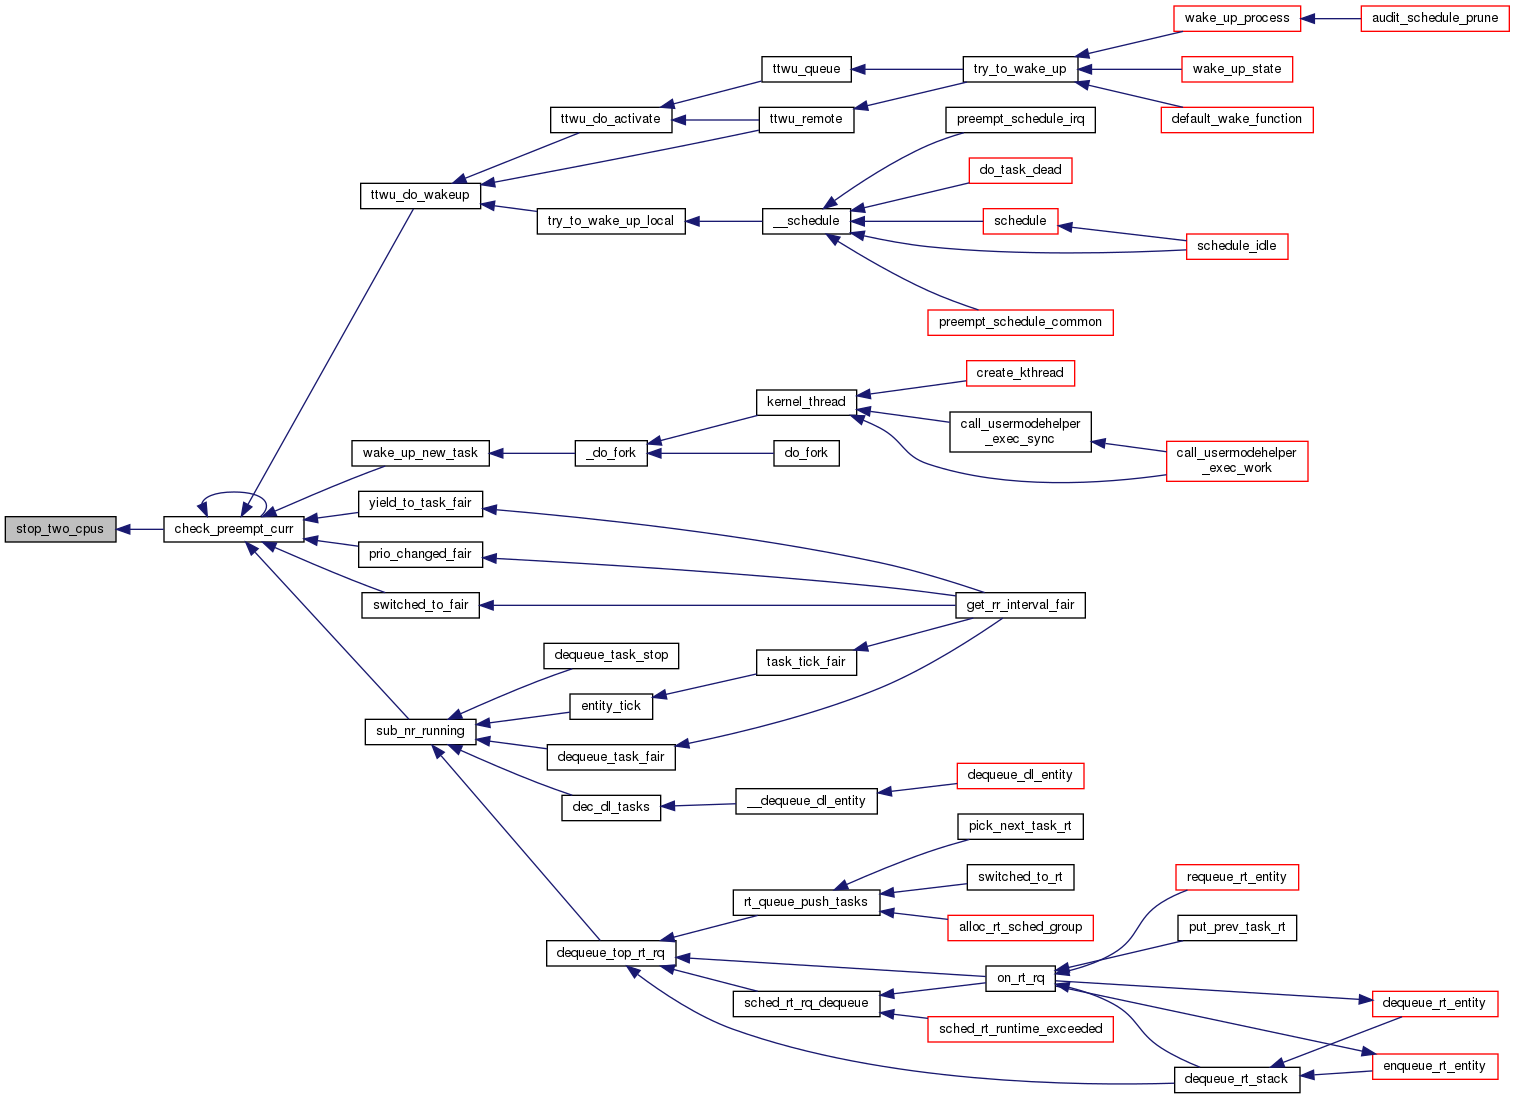 wake_up_process
audit_schedule_prune
ttwu_queue
try_to_wake_up
wake_up_state
ttwu_do_activate
ttwu_remote
preempt_schedule_irq
default_wake_function
do_task_dead
ttwu_do_wakeup
try_to_wake_up_local
__schedule
schedule
schedule_idle
preempt_schedule_common
create_kthread
kernel_thread
call_usermodehelper
_exec_sync
wake_up_new_task
_do_fork
do_fork
call_usermodehelper
_exec_work
yield_to_task_fair
stop_two_cpus
check_preempt_curr
prio_changed_fair
switched_to_fair
get_rr_interval_fair
dequeue_task_stop
task_tick_fair
entity_tick
sub_nr_running
dequeue_task_fair
dequeue_dl_entity
dec_dl_tasks
__dequeue_dl_entity
pick_next_task_rt
switched_to_rt
requeue_rt_entity
rt_queue_push_tasks
alloc_rt_sched_group
put_prev_task_rt
dequeue_top_rt_rq
on_rt_rq
sched_rt_rq_dequeue
dequeue_rt_entity
sched_rt_runtime_exceeded
enqueue_rt_entity
dequeue_rt_stack